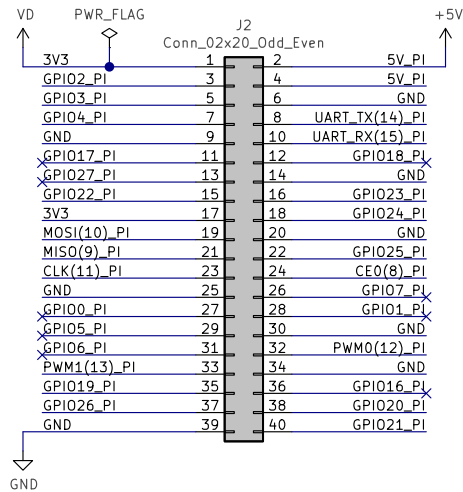 VD PWR_FLAG +5V
J2
Conn_02x20_Odd_Even
3V3 1 2 5V_PI
GPIO2_PI 3 4 5V_PI
GPIO3_PI 5 6 GND
GPIO4_PI 7 8 UART_TX(14)_PI
GND 9 10 UART_RX(15)_PI
GPIO17_PI 11 12 GPIO18_PI
GPIO27_PI 13 14 GND
GPIO22_PI 15 16 GPIO23_PI
3V3 17 18 GPIO24_PI
MOSI(10)_PI 19 20 GND
MISO(9)_PI 21 22 GPIO25_PI
CLK(11)_PI 23 24 CE0(8)_PI
GND 25 26 GPIO7_PI
GPIO0_PI 27 28 GPIO1_PI
GPIO5_PI 29 30 GND
GPIO6_PI 31 32 PWM0(12)_PI
PWM1(13)_PI 33 34 GND
GPIO19_PI 35 36 GPIO16_PI
GPIO26_PI 37 38 GPIO20_PI
GND 39 40 GPIO21_PI
GND